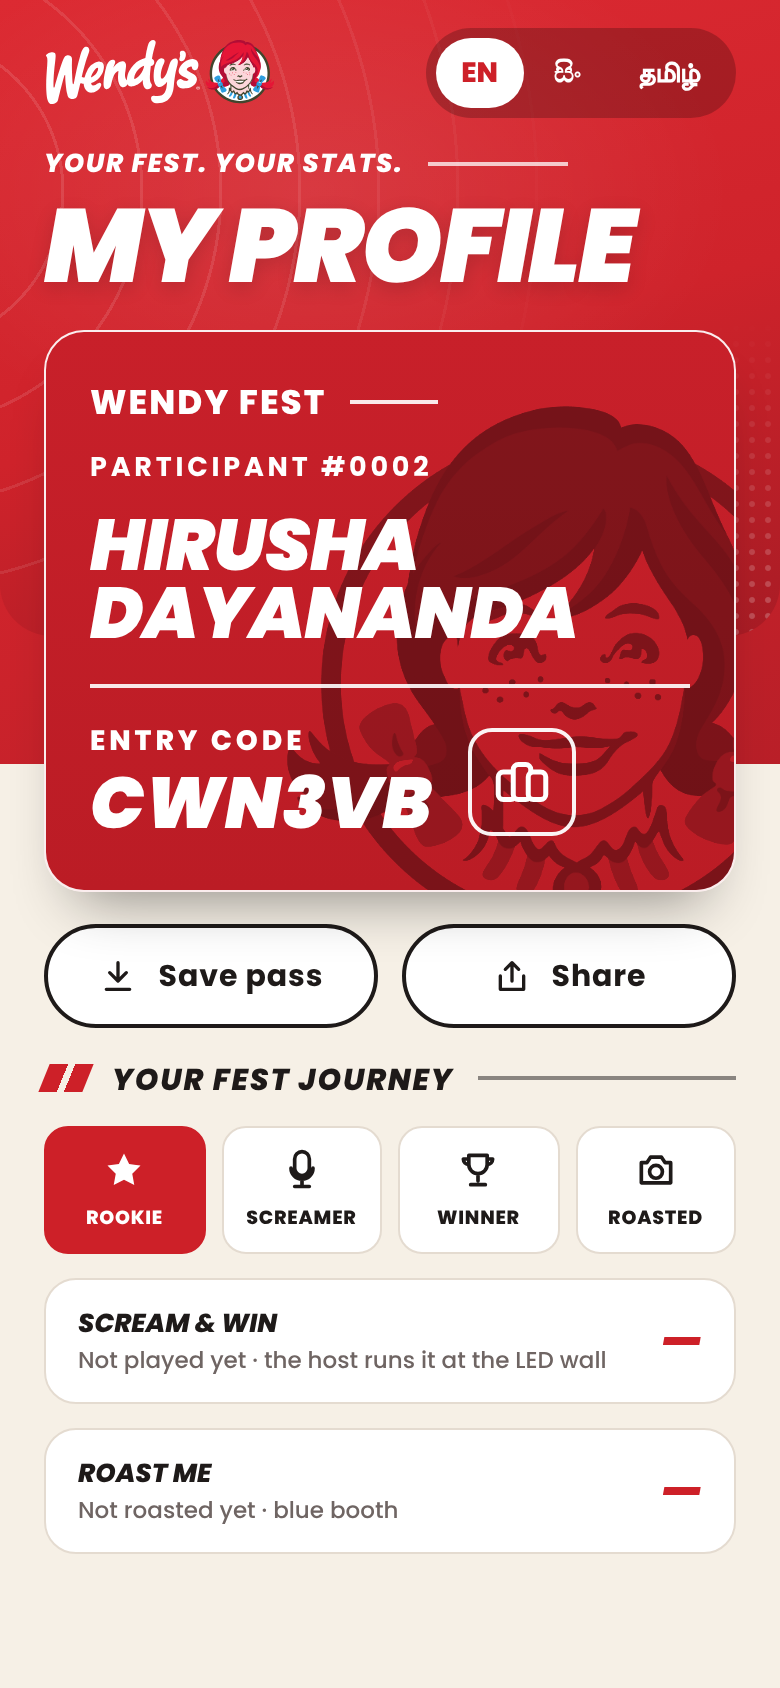 Wendy's
EN සිං தமிழ்
YOUR FEST. YOUR STATS.
MY PROFILE
WENDY FEST
PARTICIPANT #0002
HIRUSHA
DAYANANDA
ENTRY CODE
CWN3VB
Save pass
Share
YOUR FEST JOURNEY
ROOKIE
SCREAMER
WINNER
ROASTED
SCREAM & WIN
Not played yet · the host runs it at the LED wall
ROAST ME
Not roasted yet · blue booth